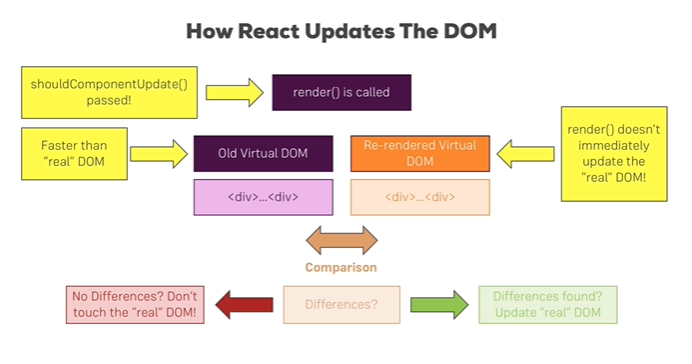 How React Updates The DOM
shouldComponentUpdate()
passed!
render() is called
Faster than
"real" DOM
Old Virtual DOM
Re-rendered Virtual
DOM
render() doesn't
immediately
update the
"real" DOM!
<div>...<div>
<div>...<div>
Comparison
No Differences? Don't
touch the "real" DOM!
Differences?
Differences found?
Update "real" DOM